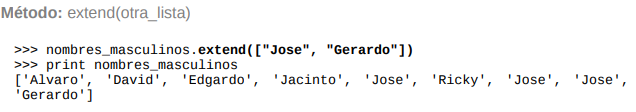 Método: extend(otra_lista)
>>> nombres_masculinos.extend(["Jose", "Gerardo"])
>>> print nombres_masculinos
['Alvaro', 'David', 'Edgardo', 'Jacinto', 'Jose', 'Ricky', 'Jose', 'Jose',
'Gerardo']